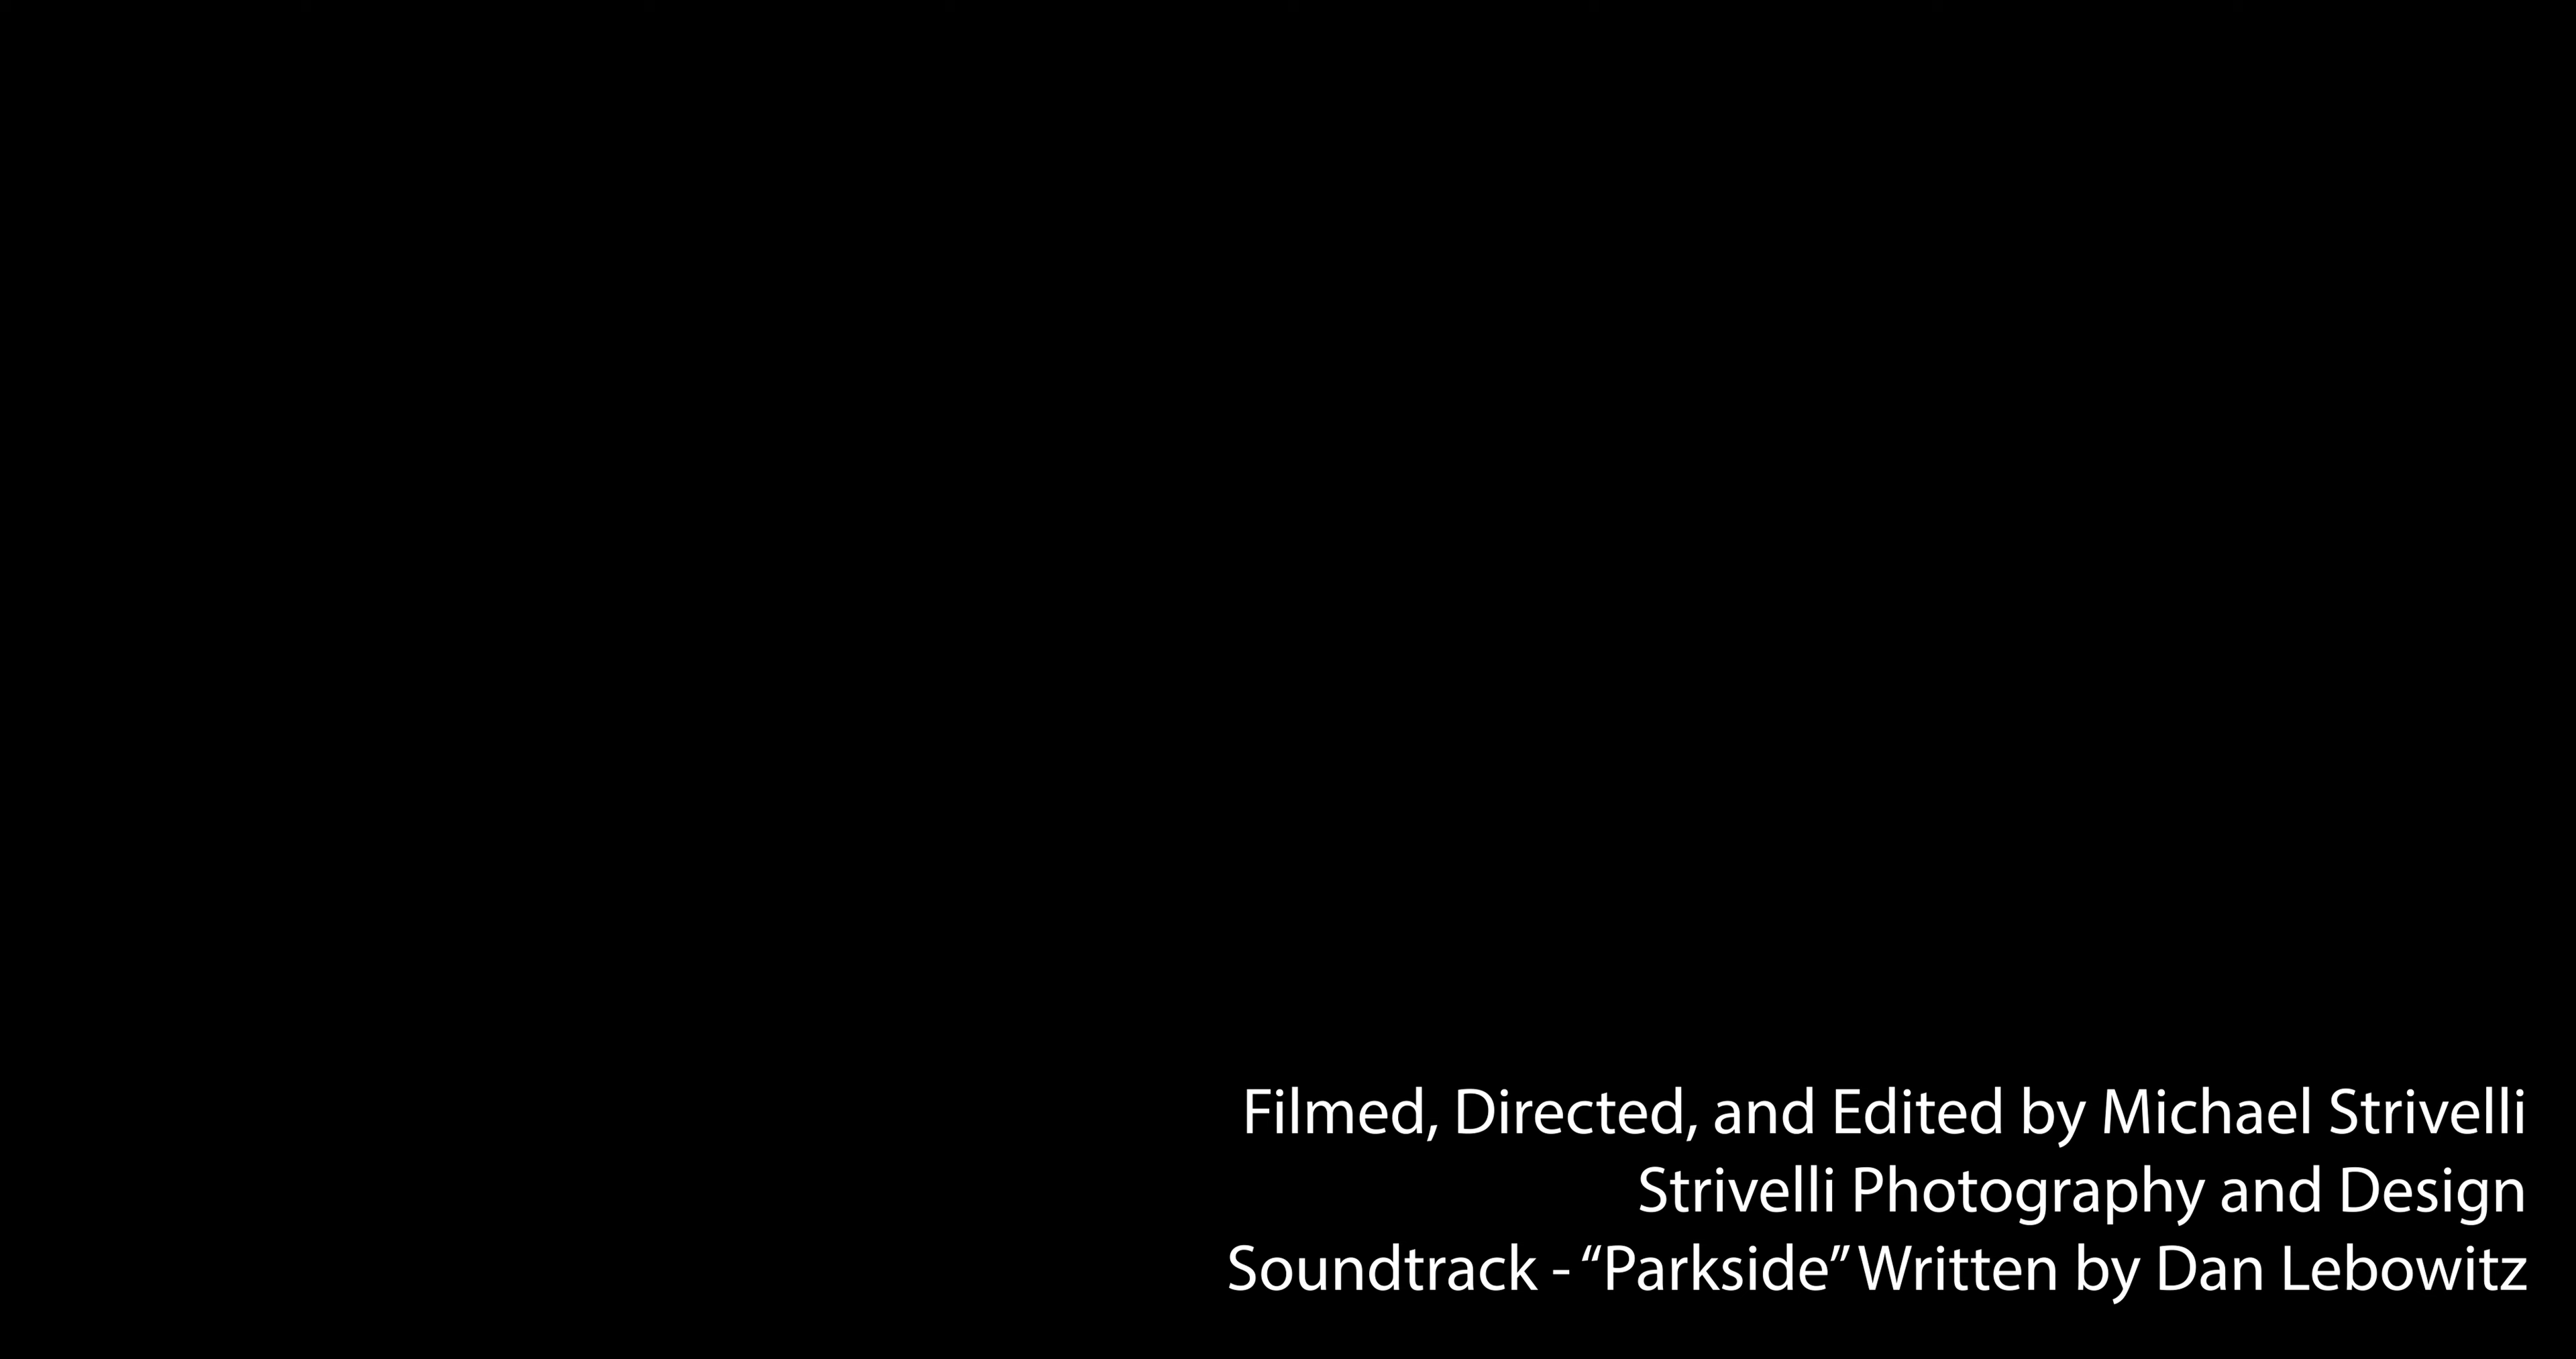 Filmed, Directed, and Edited by Michael Strivelli
Strivelli Photography and Design
Soundtrack - “Parkside” Written by Dan Lebowitz